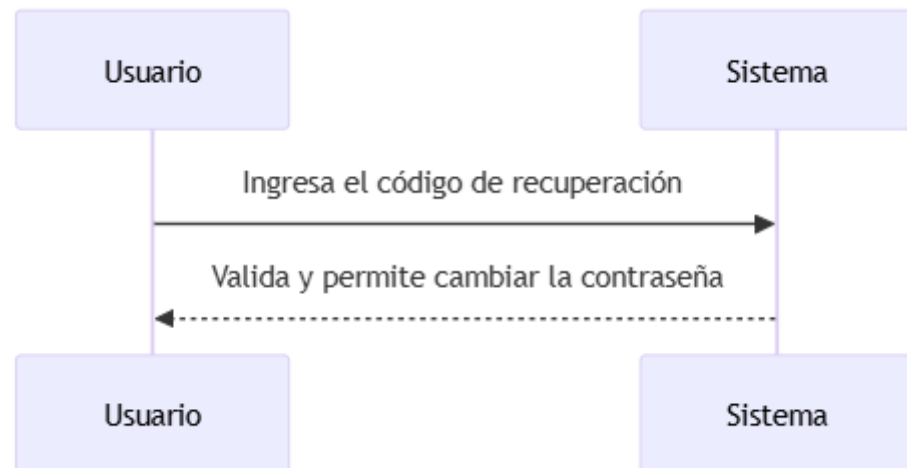 Usuario
Sistema
Ingresa el código de recuperación
Valida y permite cambiar la contraseña
Usuario
Sistema